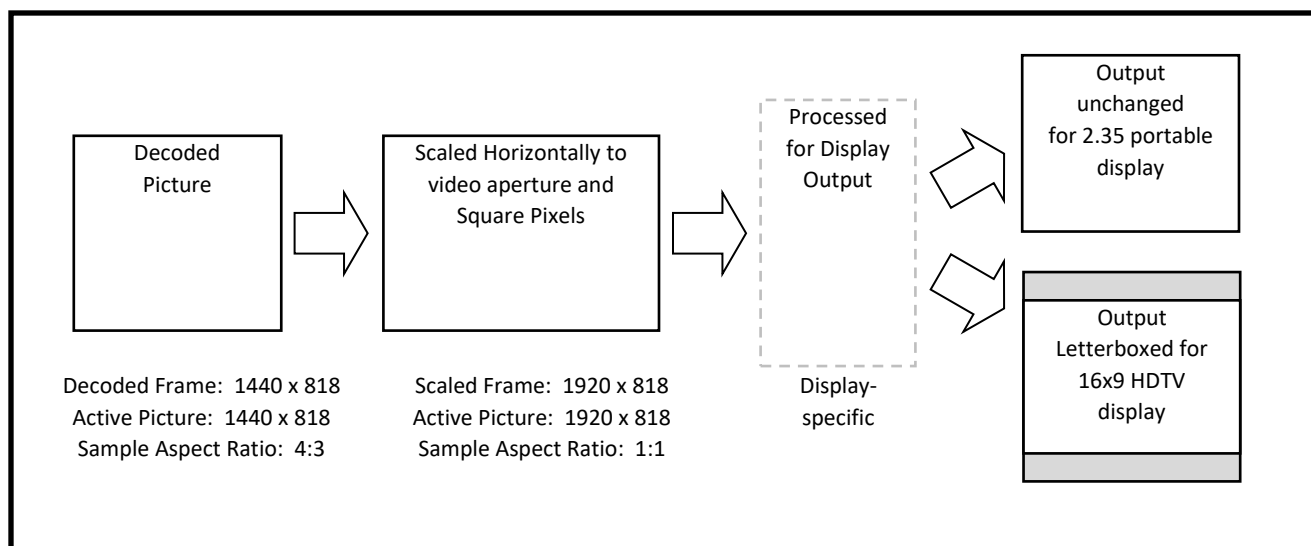 Decoded
Picture
Scaled Horizontally to
video aperture and
Square Pixels
Processed
for Display
Output
Output
unchanged
for 2.35 portable
display
Output
Letterboxed for
16x9 HDTV
display
Decoded Frame: 1440 x 818
Active Picture: 1440 x 818
Sample Aspect Ratio: 4:3
Scaled Frame: 1920 x 818
Active Picture: 1920 x 818
Sample Aspect Ratio: 1:1
Display-
specific